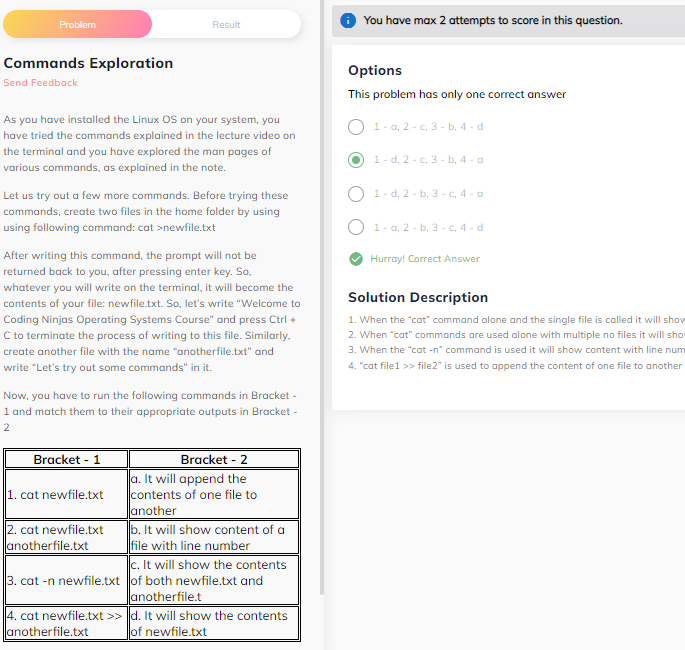 Problem
Result
Commands Exploration
Send Feedback
As you have installed the Linux OS on your system, you
have tried the commands explained in the lecture video on
the terminal and you have explored the man pages of
various commands, as explained in the note.
Let us try out a few more commands. Before trying these
commands, create two files in the home folder by using
using following command: cat >newfile.txt
After writing this command, the prompt will not be
returned back to you, after pressing enter key. So,
whatever you will write on the terminal, it will become the
contents of your file: newfile.txt. So, let's write “Welcome to
Coding Ninjas Operating Systems Course” and press Ctrl +
C to terminate the process of writing to this file. Similarly,
create another file with the name “anotherfile.txt” and
write “Let's try out some commands” in it.
Now, you have to run the following commands in Bracket -
1 and match them to their appropriate outputs in Bracket -
2
Bracket - 1
Bracket - 2
1. cat newfile.txt
a. It will append the
contents of one file to
another
2. cat newfile.txt
anotherfile.txt
b. It will show content of a
file with line number
3. cat -n newfile.txt
c. It will show the contents
of both newfile.txt and
anotherfile.t
4. cat newfile.txt >>
anotherfile.txt
d. It will show the contents
of newfile.txt
You have max 2 attempts to score in this question.
Options
This problem has only one correct answer
1 - a, 2 - c, 3 - b, 4 - d
1 - d, 2 - c, 3 - b, 4 - a
1 - d, 2 - b, 3 - c, 4 - a
1 - a, 2 - b, 3 - c, 4 - d
Hurray! Correct Answer
Solution Description
1. When the “cat” command alone and the single file is called it will show
2. When “cat” commands are used alone with multiple no files it will
3. When the “cat -n” command is used it will show content with line
4. “cat file1 >> file2” is used to append the content of one file to another